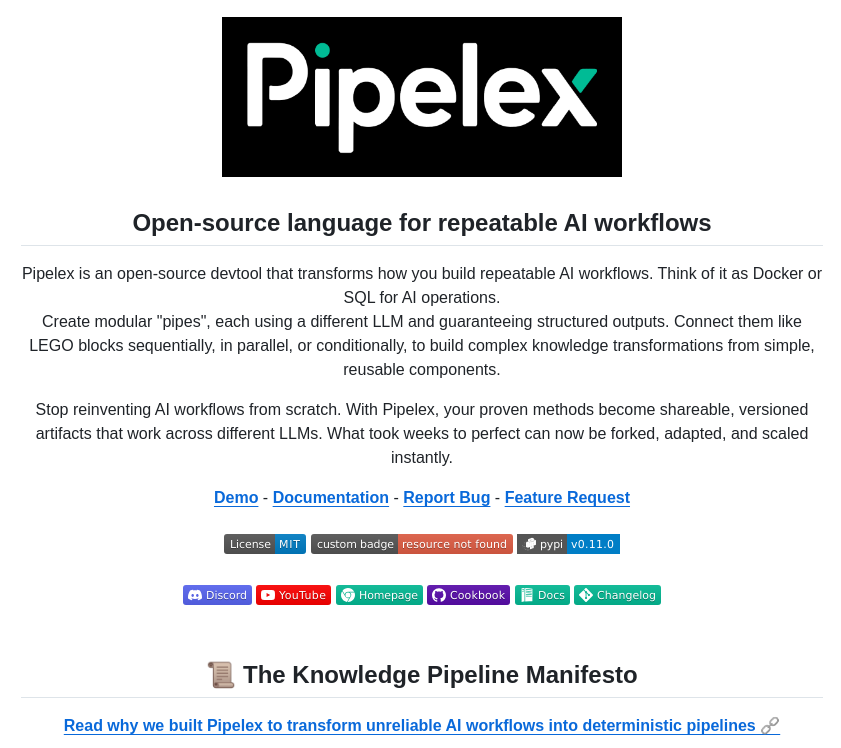 Pipelex
Open-source language for repeatable AI workflows
Pipelex is an open-source devtool that transforms how you build repeatable AI workflows. Think of it as Docker or
SQL for AI operations.
Create modular "pipes", each using a different LLM and guaranteeing structured outputs. Connect them like
LEGO blocks sequentially, in parallel, or conditionally, to build complex knowledge transformations from simple,
reusable components.
Stop reinventing AI workflows from scratch. With Pipelex, your proven methods become shareable, versioned
artifacts that work across different LLMs. What took weeks to perfect can now be forked, adapted, and scaled
instantly.
Demo - Documentation - Report Bug - Feature Request
License MIT custom badge resource not found pypi v0.11.0
Discord YouTube Homepage Cookbook Docs Changelog
📜 The Knowledge Pipeline Manifesto
Read why we built Pipelex to transform unreliable AI workflows into deterministic pipelines 🔗